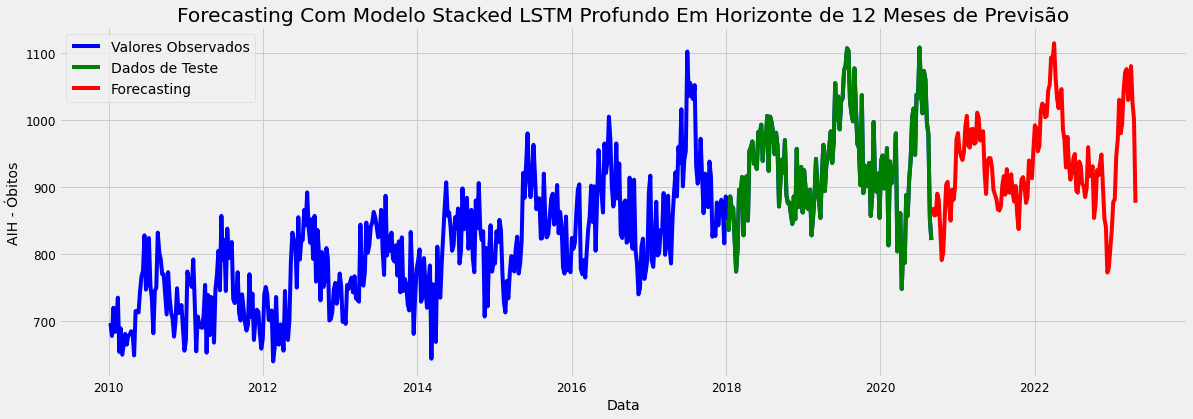 Forecasting Com Modelo Stacked LSTM Profundo Em Horizonte de 12 Meses de Previsão
Valores Observados
Dados de Teste
Forecasting
1100
1000
900
800
700
AIH - Óbitos
2010
2012
2014
2016
2018
2020
2022
Data